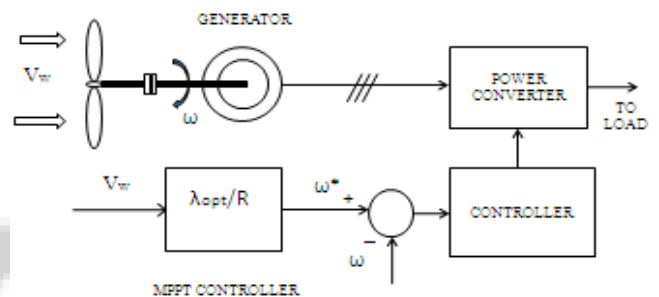 GENERATOR
Vw
ω
POWER
CONVERTER
TO
LOAD
Vw
λopt/R
ω*
+
−
ω
CONTROLLER
MPPT CONTROLLER